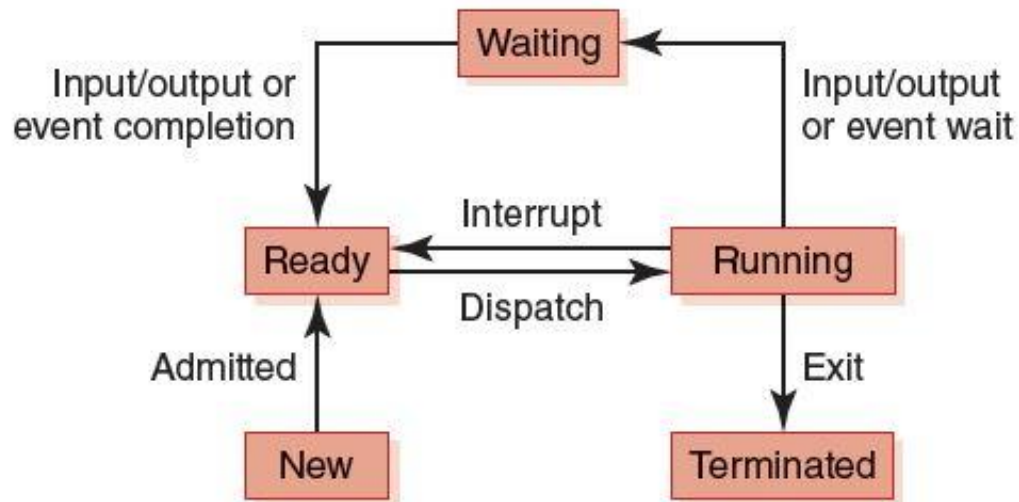 Waiting
Input/output or
event completion
Input/output
or event wait
Interrupt
Ready
Running
Dispatch
Admitted
Exit
New
Terminated